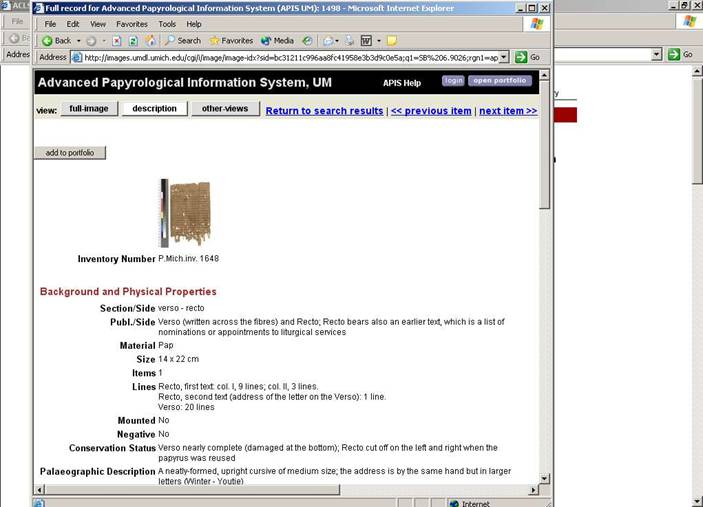 ACLS
Full record for Advanced Papyrological Information System (APIS UM): 1498 - Microsoft Internet Explorer
File
File Edit View Favorites Tools Help
Back Search Favorites Media
Address http://images.umdl.umich.edu/cgi/i/image/image-idx?sid=bc31211c996aa8fc41958e3b3d9c0e5a;q1=SB%206.9026;rgn1=ap Go
Addres
Go
Advanced Papyrological Information System, UM APIS Help login open portfolio
view: full-image description other-views Return to search results | << previous item | next item >>
add to portfolio
Inventory Number P.Mich.inv. 1648
Background and Physical Properties
Section/Side verso - recto
Publ./Side Verso (written across the fibres) and Recto; Recto bears also an earlier text, which is a list of
nominations or appointments to liturgical services
Material Pap
Size 14 x 22 cm
Items 1
Lines Recto, first text: col. I, 9 lines; col. II, 3 lines.
Recto, second text (address of the letter on the Verso): 1 line.
Verso: 20 lines
Mounted No
Negative No
Conservation Status Verso nearly complete (damaged at the bottom); Recto cut off on the left and right when the
papyrus was reused
Palaeographic Description A neatly-formed, upright cursive of medium size; the address is by the same hand but in larger
letters (Winter - Youtie)
Internet